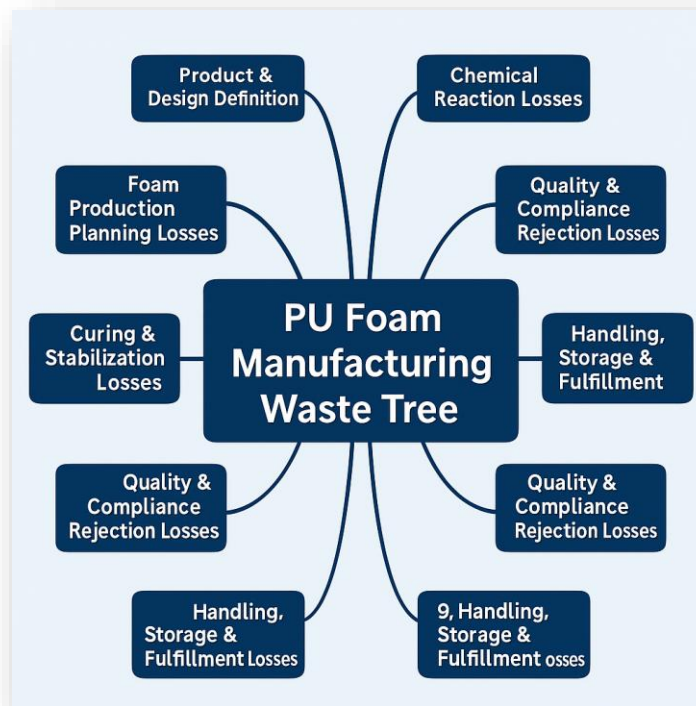 Product &
Design Definition
Chemical
Reaction Losses
Foam
Production
Planning Losses
Quality &
Compliance
Rejection Losses
PU Foam
Manufacturing
Waste Tree
Curing &
Stabilization
Losses
Handling,
Storage &
Fulfillment
Quality &
Compliance
Rejection Losses
Quality &
Compliance
Rejection Losses
Handling,
Storage &
Fulfillment Losses
9, Handling,
Storage &
Fulfillment osses